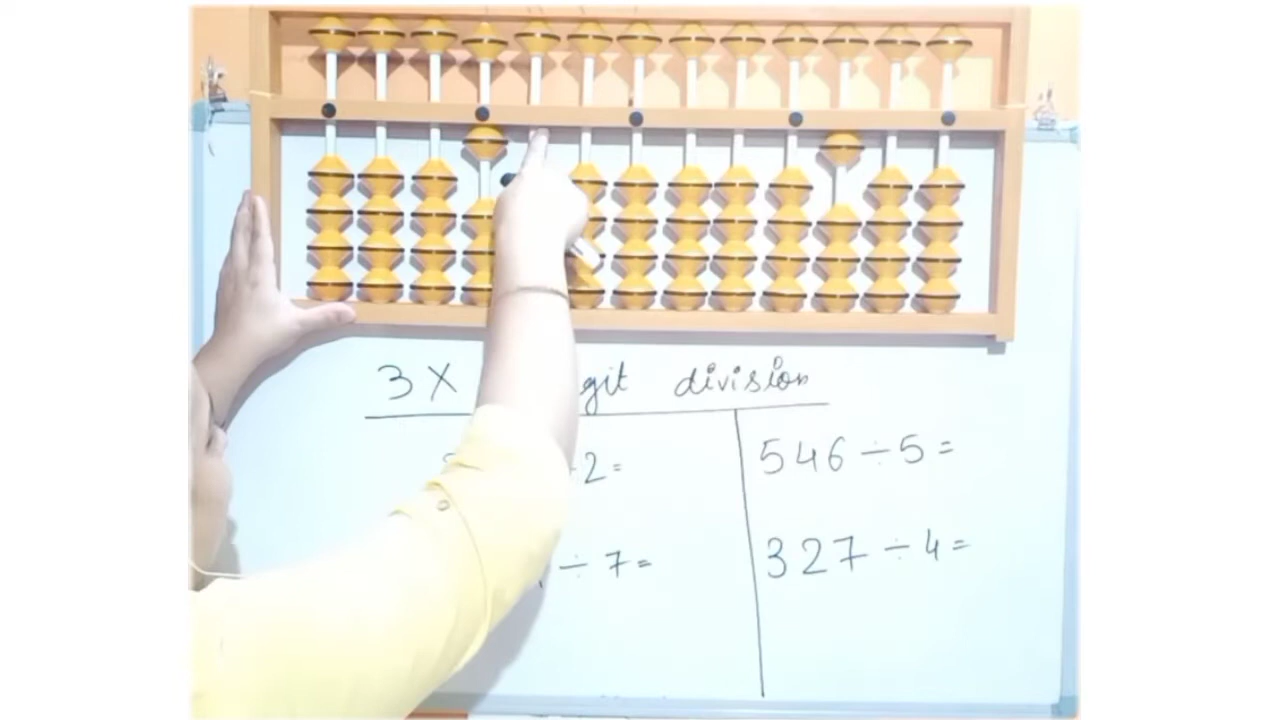 3 X git division
2=
546÷5=
÷7=
327÷4=